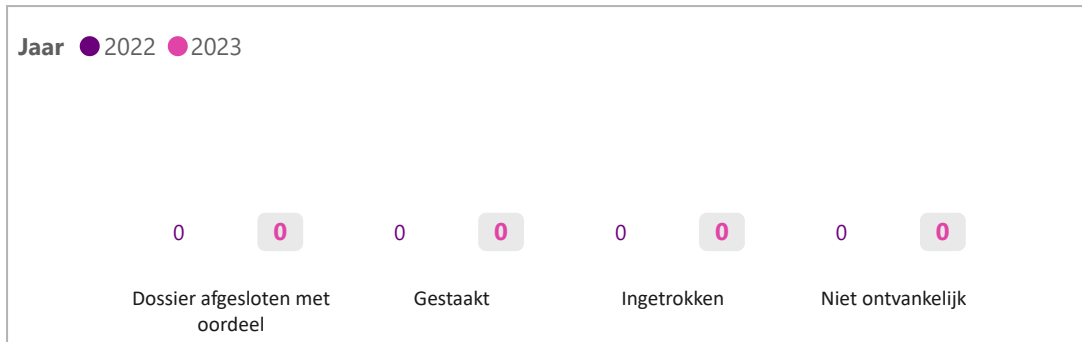 Jaar 2022 2023
0 0 0 0 0 0 0 0
Dossier afgesloten met Gestaakt Ingetrokken Niet ontvankelijk
oordeel